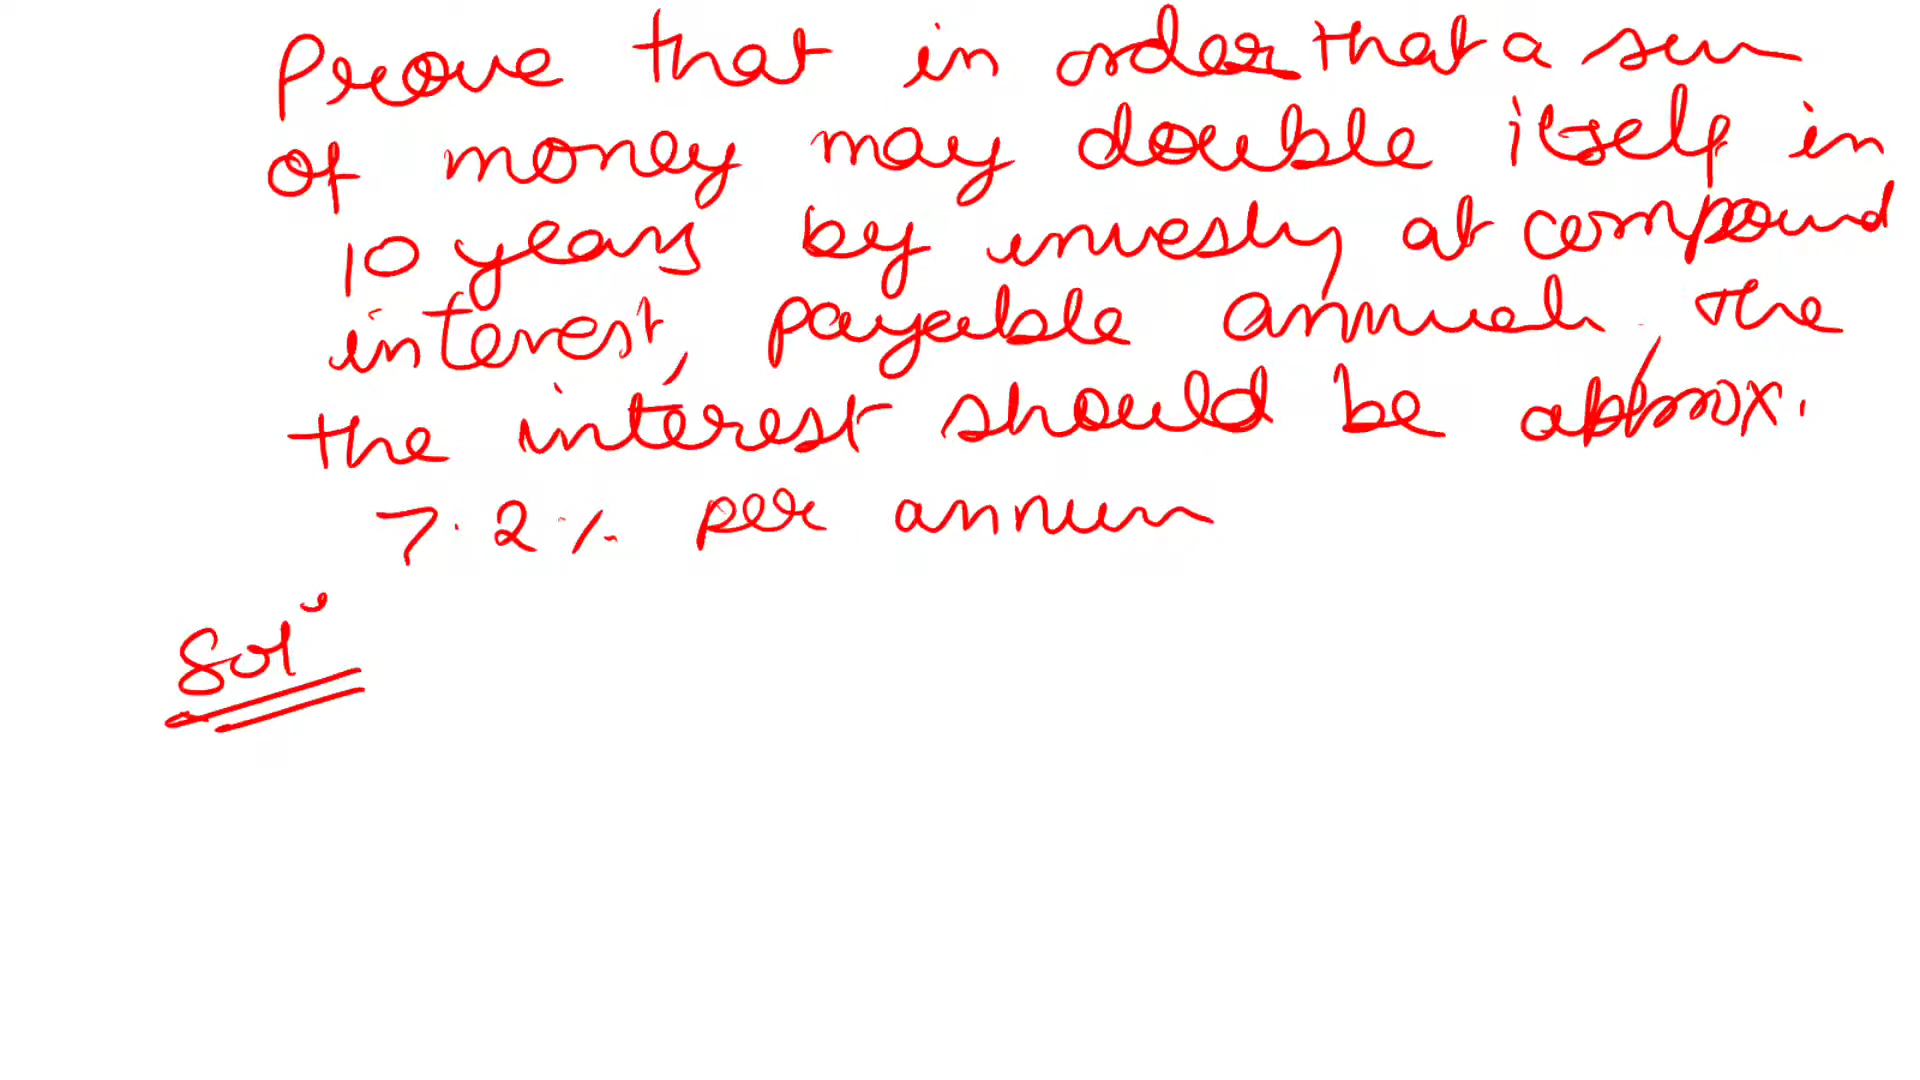 Prove that in order that a sum
of money may double itself in
10 years by investing at compound
interest, payable annual, the
the interest should be approx.
7.2% per annum
Sol